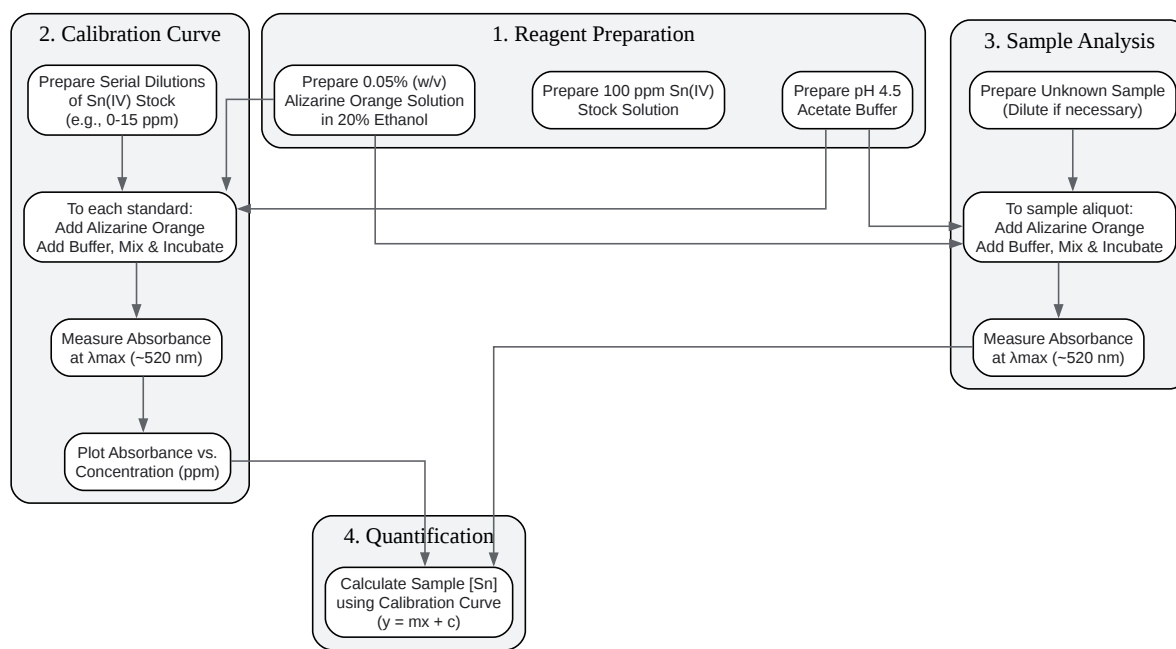 1. Reagent Preparation
Prepare 0.05% (w/v)
Alizarine Orange Solution
in 20% Ethanol
Prepare 100 ppm Sn(IV)
Stock Solution
Prepare pH 4.5
Acetate Buffer
2. Calibration Curve
Prepare Serial Dilutions
of Sn(IV) Stock
(e.g., 0-15 ppm)
To each standard:
Add Alizarine Orange
Add Buffer, Mix & Incubate
Measure Absorbance
at λmax (~520 nm)
Plot Absorbance vs.
Concentration (ppm)
3. Sample Analysis
Prepare Unknown Sample
(Dilute if necessary)
To sample aliquot:
Add Alizarine Orange
Add Buffer, Mix & Incubate
Measure Absorbance
at λmax (~520 nm)
4. Quantification
Calculate Sample [Sn]
using Calibration Curve
(y = mx + c)